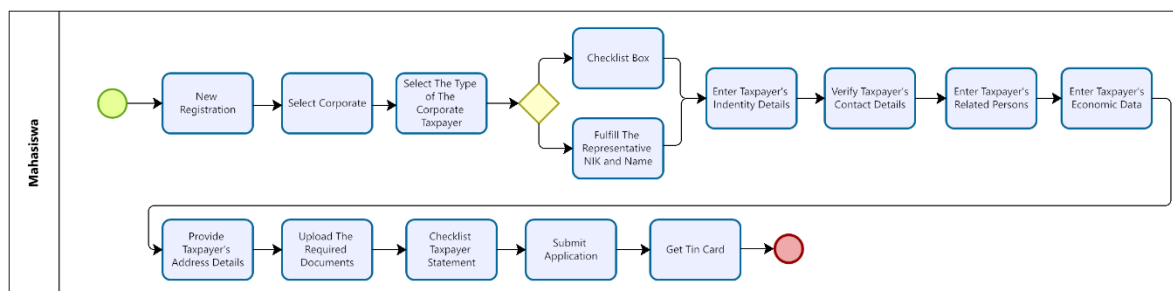 Mahasiswa
New
Registration
Select Corporate
Select The Type
of The
Corporate
Taxpayer
Checklist Box
Fulfill The
Representative
NIK and Name
Enter Taxpayer's
Indentity Details
Verify Taxpayer's
Contact Details
Enter Taxpayer's
Related Persons
Enter Taxpayer's
Economic Data
Provide
Taxpayer's
Address Details
Upload The
Required
Documents
Checklist
Taxpayer
Statement
Submit
Application
Get Tin Card